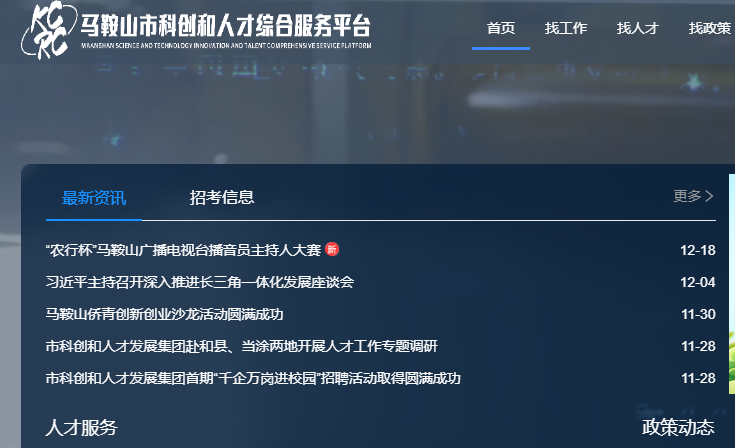 KC
RC
马鞍山市科创和人才综合服务平台
MAANSHAN SCIENCE AND TECHNOLOGY INNOVATION AND TALENT COMPREHENSIVE SERVICE PLATFORM
首页 找工作 找人才 找政策
最新资讯 招考信息 更多
“农行杯”马鞍山广播电视台播音员主持人大赛 新 12-18
习近平主持召开深入推进长三角一体化发展座谈会 12-04
马鞍山侨青创新创业沙龙活动圆满成功 11-30
市科创和人才发展集团赴和县、当涂两地开展人才工作专题调研 11-28
市科创和人才发展集团首期“千企万岗进校园”招聘活动取得圆满成功 11-28
人才服务 政策动态